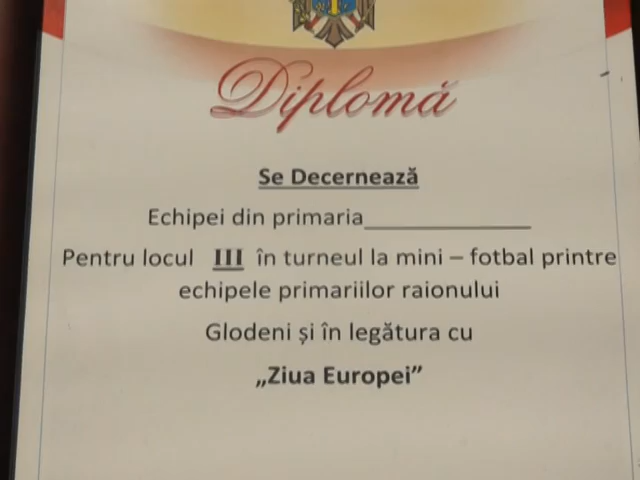 Diplomă
Se Decernează
Echipei din primaria______________
Pentru locul III în turneul la mini – fotbal printre
echipele primariilor raionului
Glodeni și în legătura cu
„Ziua Europei”